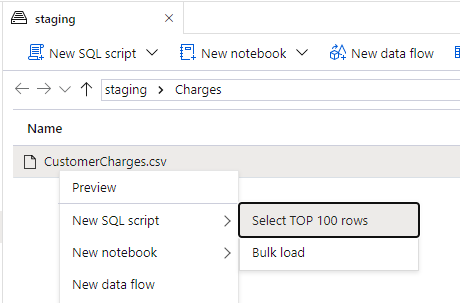 staging
New SQL script New notebook New data flow
staging > Charges
Name
CustomerCharges.csv
Preview
New SQL script Select TOP 100 rows
New notebook Bulk load
New data flow